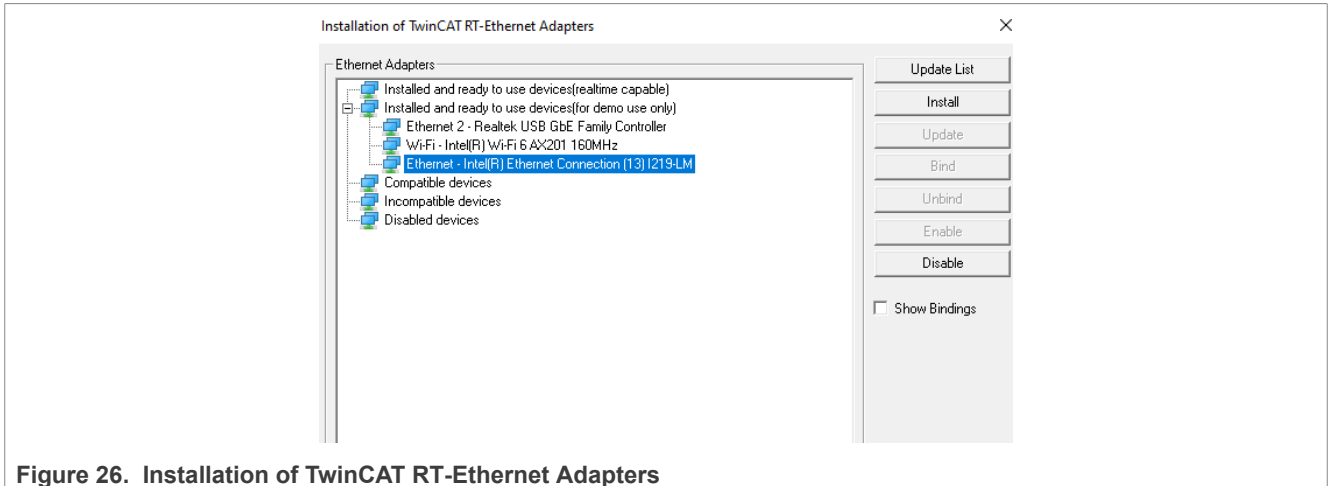 Installation of TwinCAT RT-Ethernet Adapters
Ethernet Adapters
Installed and ready to use devices(realtime capable)
Installed and ready to use devices(for demo use only)
Ethernet 2 - Realtek USB GbE Family Controller
Wi-Fi - Intel(R) Wi-Fi 6 AX201 160MHz
Ethernet - Intel(R) Ethernet Connection (13) I219-LM
Compatible devices
Incompatible devices
Disabled devices
Update List
Install
Update
Bind
Unbind
Enable
Disable
Show Bindings
Figure 26. Installation of TwinCAT RT-Ethernet Adapters